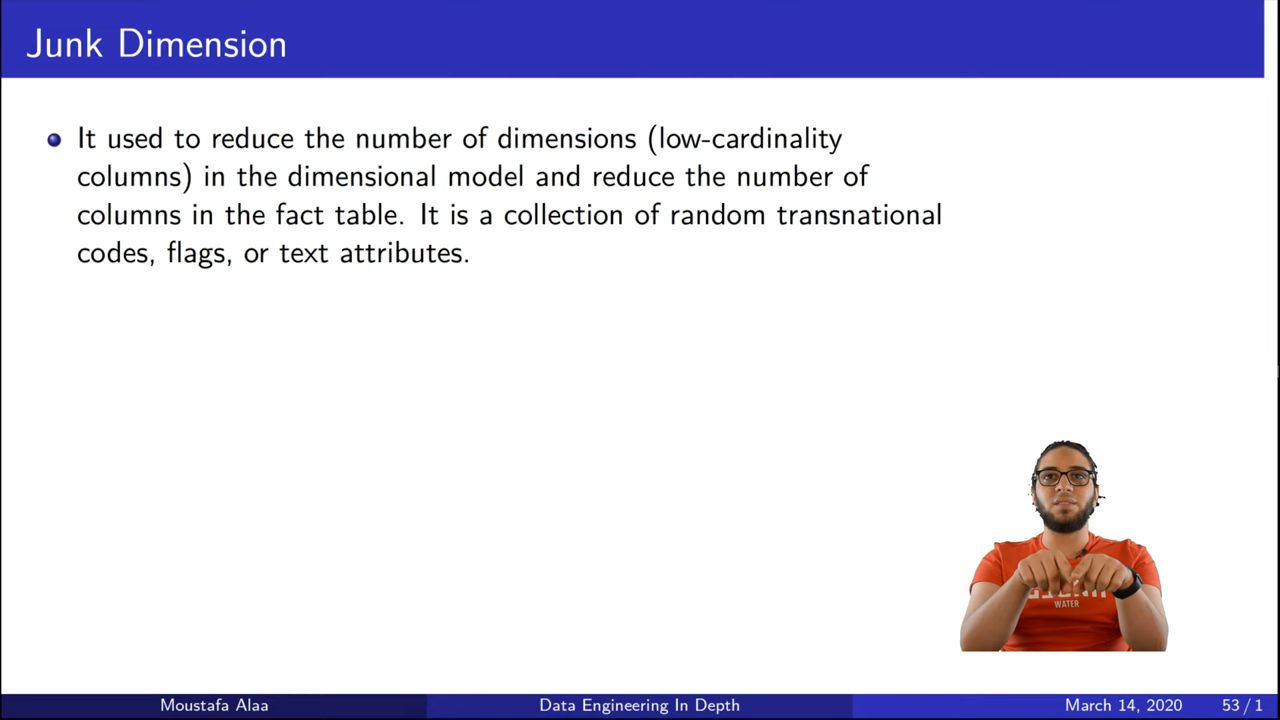 Junk Dimension
It used to reduce the number of dimensions (low-cardinality
columns) in the dimensional model and reduce the number of
columns in the fact table. It is a collection of random transnational
codes, flags, or text attributes.
WATER
Moustafa Alaa
Data Engineering In Depth
March 14, 2020
53 / 1